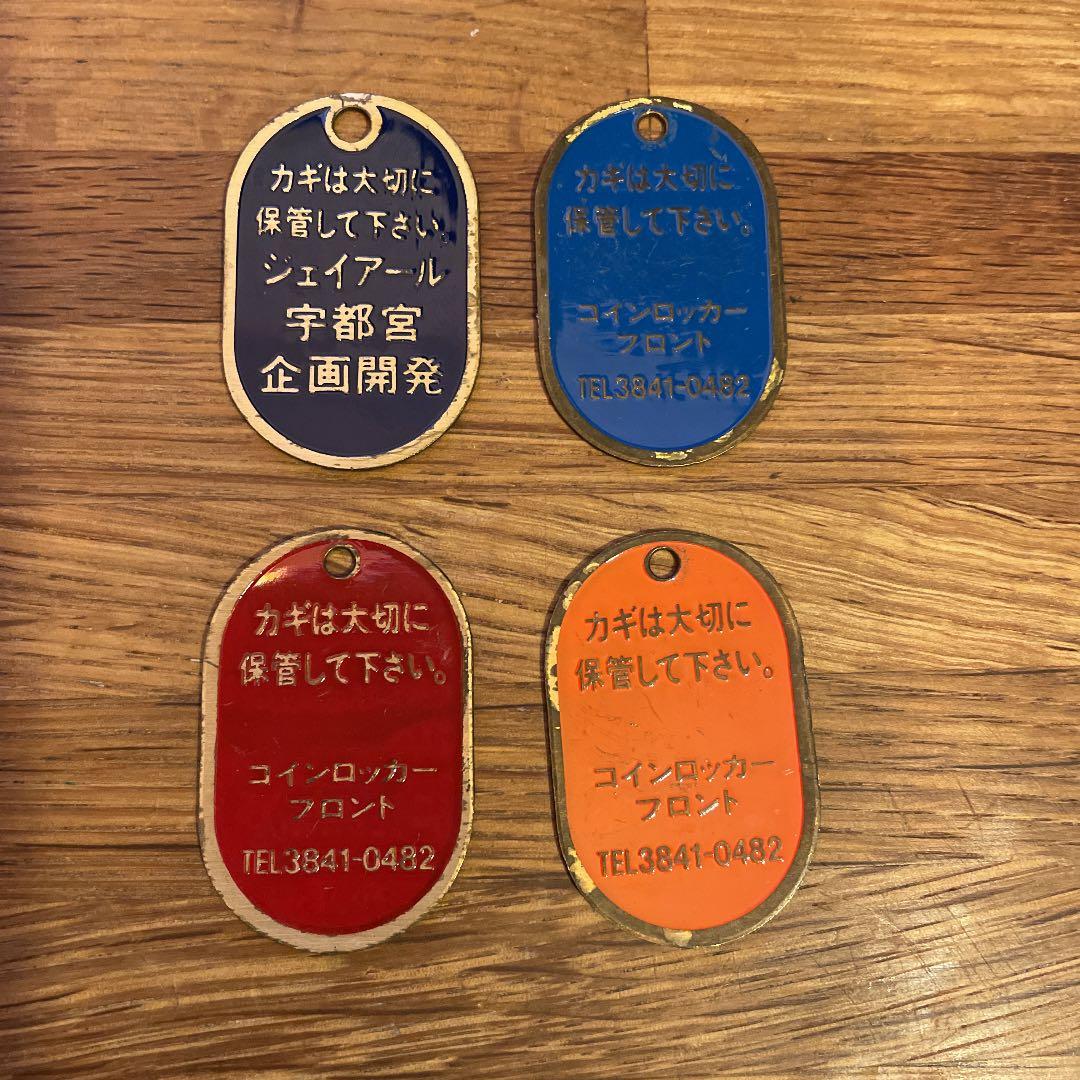 カギは大切に
保管して下さい。
ジェイアール
宇都宮
企画開発
カギは大切に
保管して下さい。
コインロッカー
フロント
TEL3841-0482
カギは大切に
保管して下さい。
コインロッカー
フロント
TEL3841-0482
カギは大切に
保管して下さい。
コインロッカー
フロント
TEL3841-0482